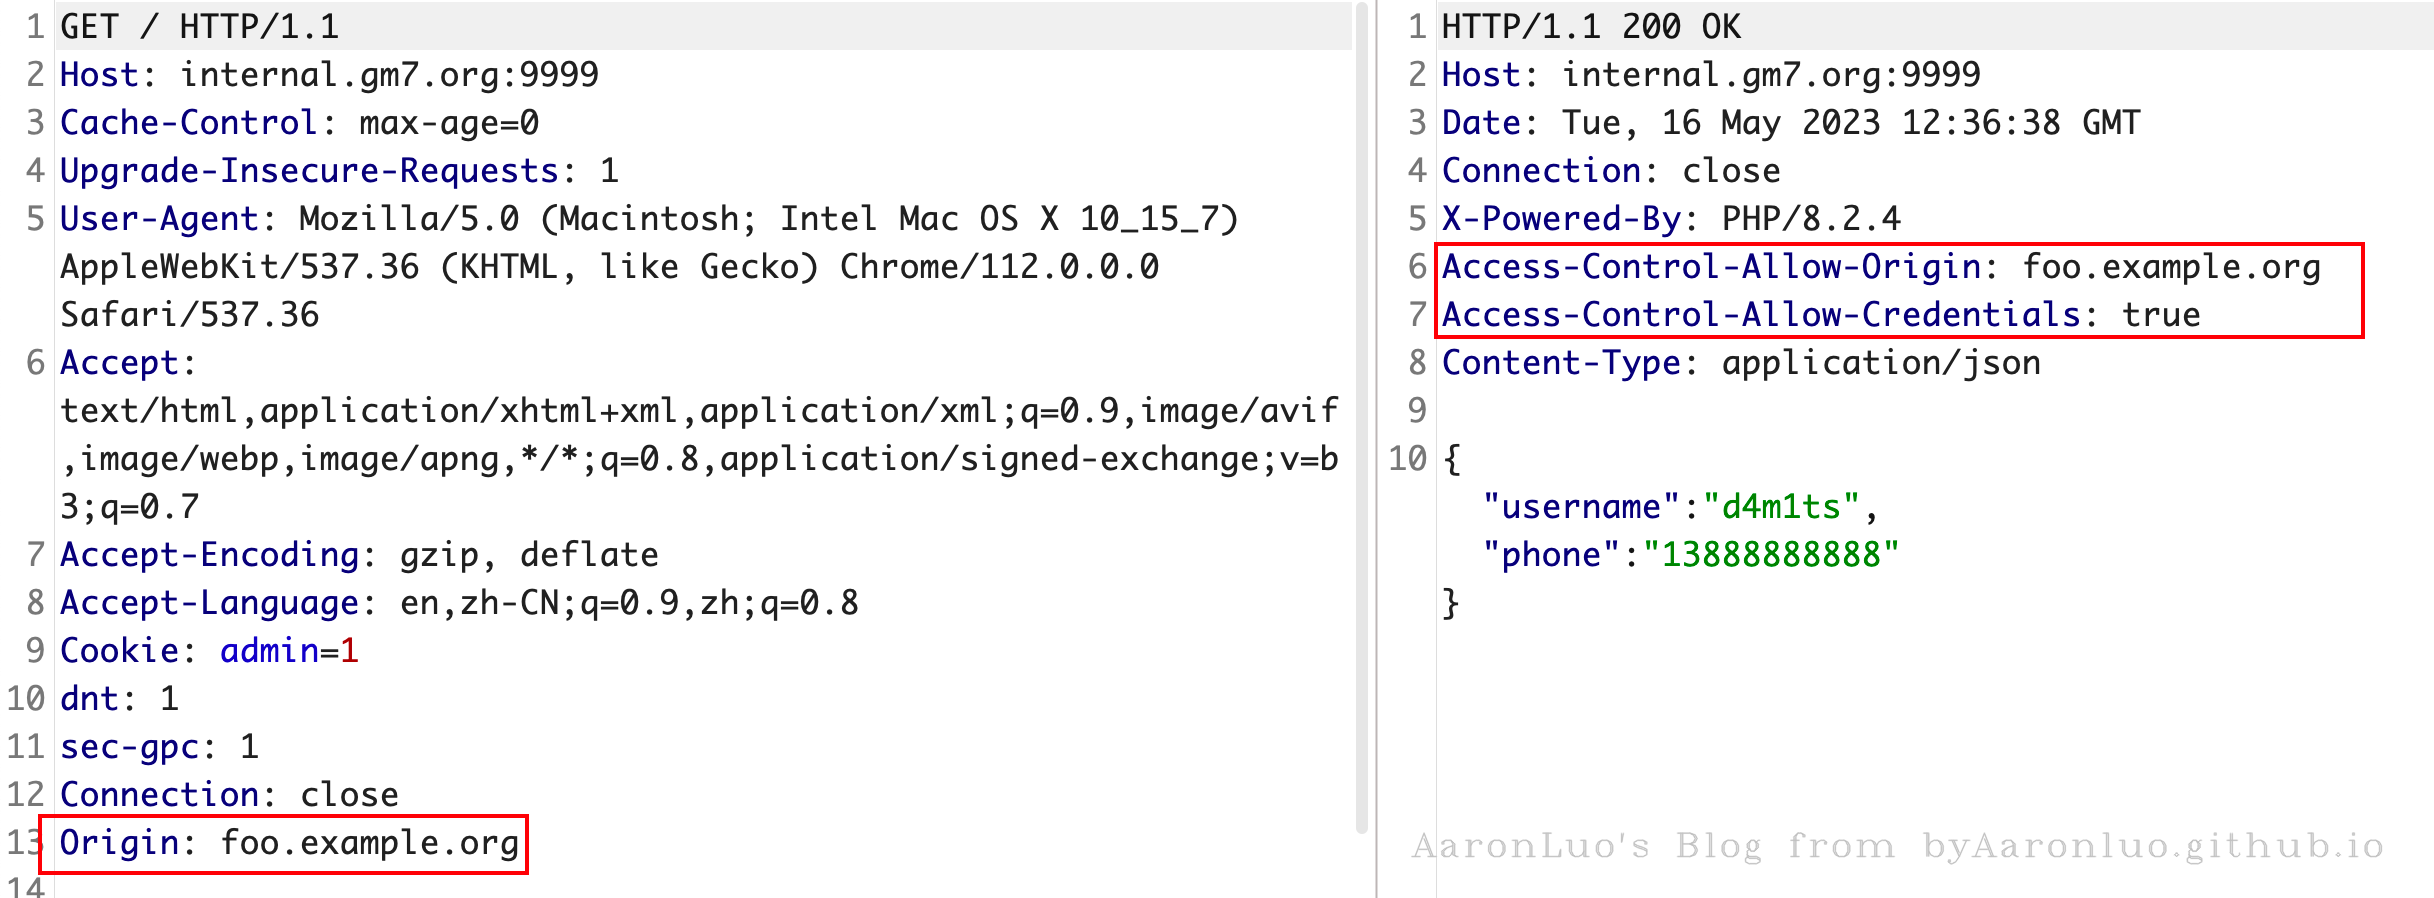 1 GET / HTTP/1.1
2 Host: internal.gm7.org:9999
3 Cache-Control: max-age=0
4 Upgrade-Insecure-Requests: 1
5 User-Agent: Mozilla/5.0 (Macintosh; Intel Mac OS X 10_15_7)
AppleWebKit/537.36 (KHTML, like Gecko) Chrome/112.0.0.0
Safari/537.36
6 Accept:
text/html,application/xhtml+xml,application/xml;q=0.9,image/avif
,image/webp,image/apng,*/*;q=0.8,application/signed-exchange;v=b
3;q=0.7
7 Accept-Encoding: gzip, deflate
8 Accept-Language: en,zh-CN;q=0.9,zh;q=0.8
9 Cookie: admin=1
10 dnt: 1
11 sec-gpc: 1
12 Connection: close
13 Origin: foo.example.org
14
1 HTTP/1.1 200 OK
2 Host: internal.gm7.org:9999
3 Date: Tue, 16 May 2023 12:36:38 GMT
4 Connection: close
5 X-Powered-By: PHP/8.2.4
6 Access-Control-Allow-Origin: foo.example.org
7 Access-Control-Allow-Credentials: true
8 Content-Type: application/json
9
10 {
"username":"d4m1ts",
"phone":"13888888888"
}
AaronLuo's Blog from byAaronluo.github.io